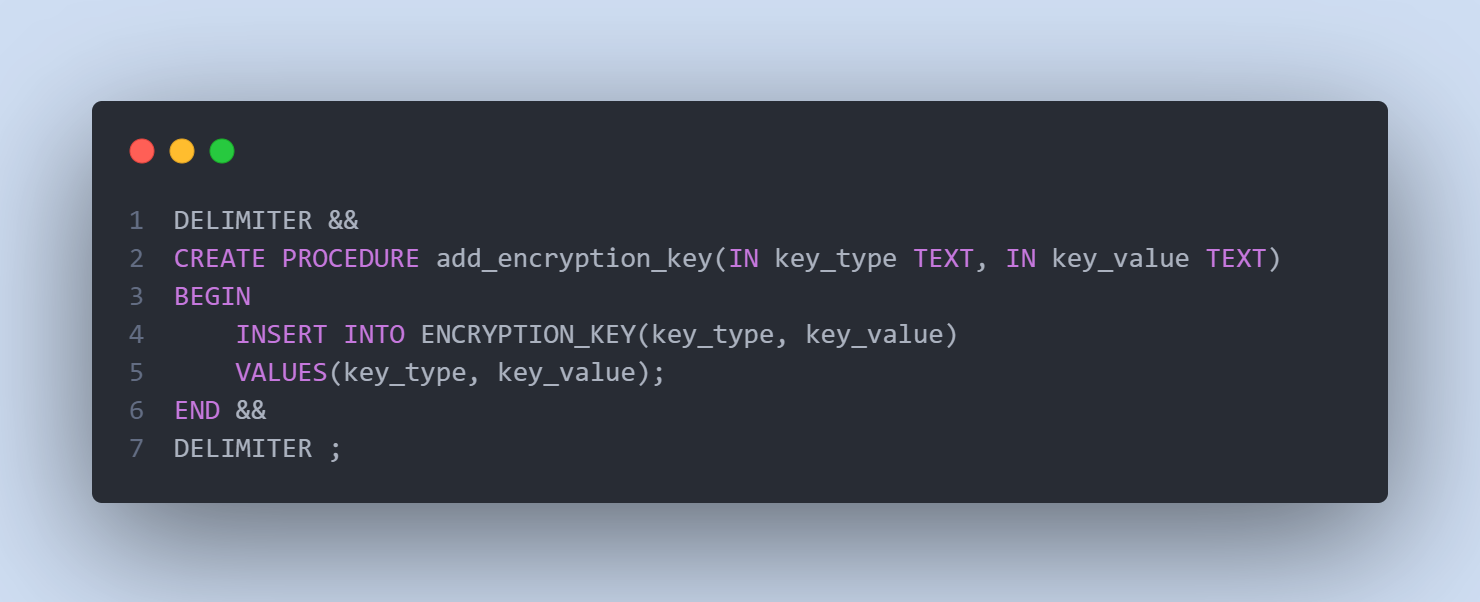 1 DELIMITER &&
2 CREATE PROCEDURE add_encryption_key(IN key_type TEXT, IN key_value TEXT)
3 BEGIN
4     INSERT INTO ENCRYPTION_KEY(key_type, key_value)
5     VALUES(key_type, key_value);
6 END &&
7 DELIMITER ;